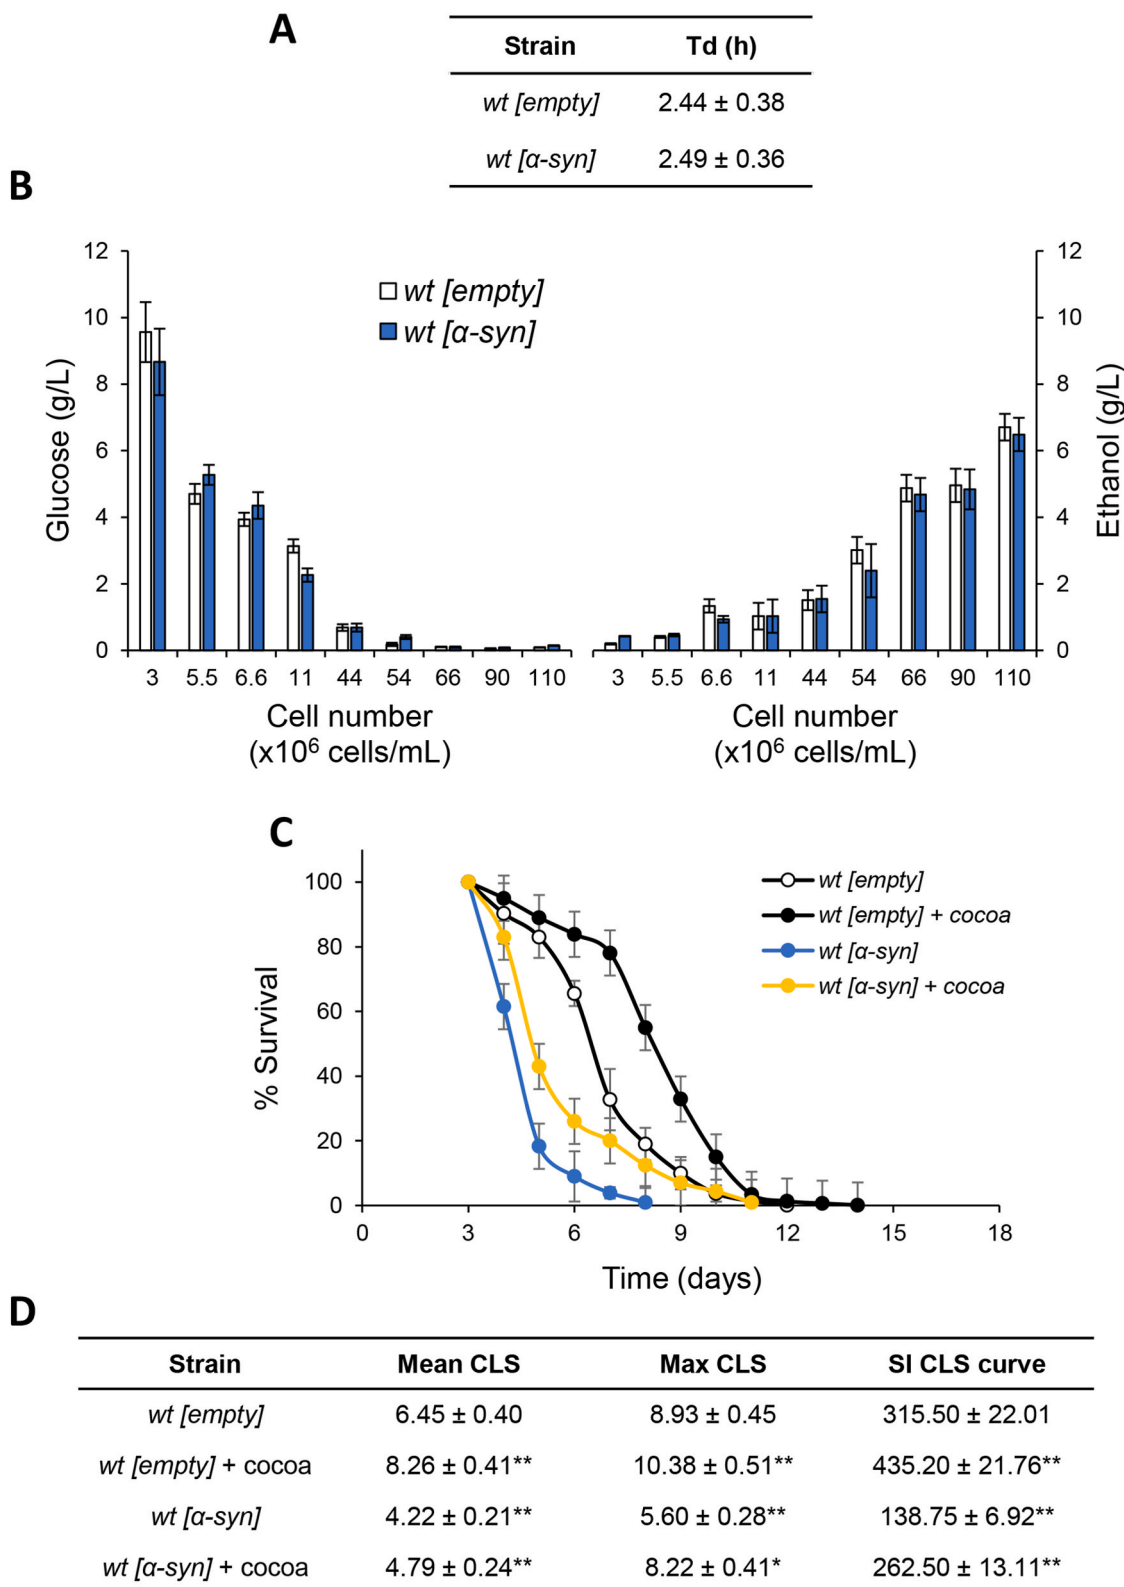 A
Strain Td (h)
wt [empty] 2.44 ± 0.38
wt [α-syn] 2.49 ± 0.36
B
12
10
8
6
4
2
0
Glucose (g/L)
wt [empty]
wt [α-syn]
12
10
8
6
4
2
0
Ethanol (g/L)
3 5.5 6.6 11 44 54 66 90 110
Cell number
(x10⁶ cells/mL)
3 5.5 6.6 11 44 54 66 90 110
Cell number
(x10⁶ cells/mL)
C
100
80
60
40
20
0
% Survival
wt [empty]
wt [empty] + cocoa
wt [α-syn]
wt [α-syn] + cocoa
0 3 6 9 12 15 18
Time (days)
D
Strain Mean CLS Max CLS SI CLS curve
wt [empty] 6.45 ± 0.40 8.93 ± 0.45 315.50 ± 22.01
wt [empty] + cocoa 8.26 ± 0.41** 10.38 ± 0.51** 435.20 ± 21.76**
wt [α-syn] 4.22 ± 0.21** 5.60 ± 0.28** 138.75 ± 6.92**
wt [α-syn] + cocoa 4.79 ± 0.24** 8.22 ± 0.41* 262.50 ± 13.11**